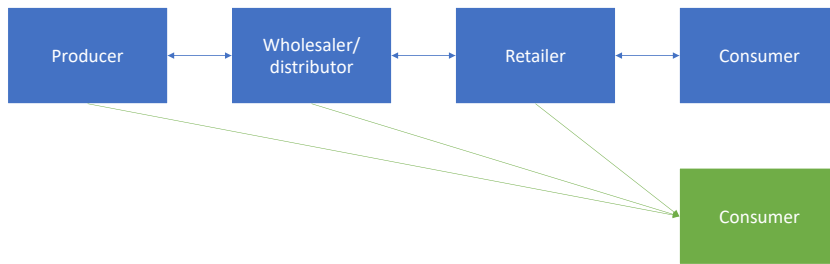 Producer
Wholesaler/
distributor
Retailer
Consumer
Consumer